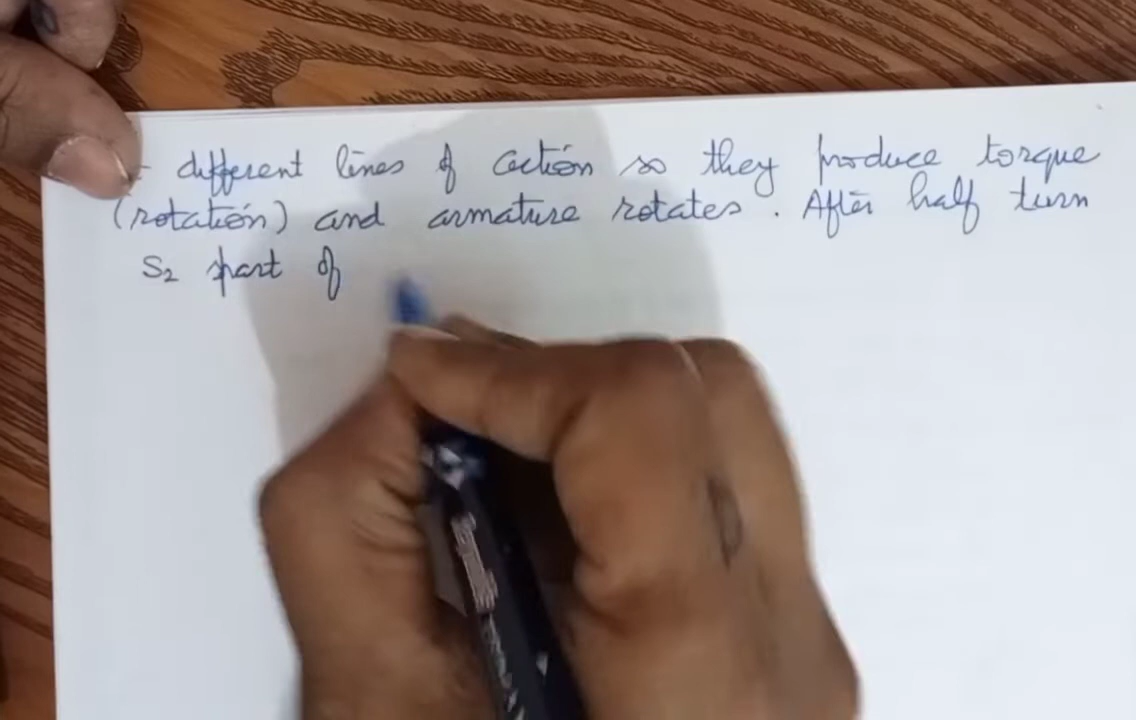 different lines of action so they produce torque
(rotation) and armature rotates. After half turn
S₂ part of